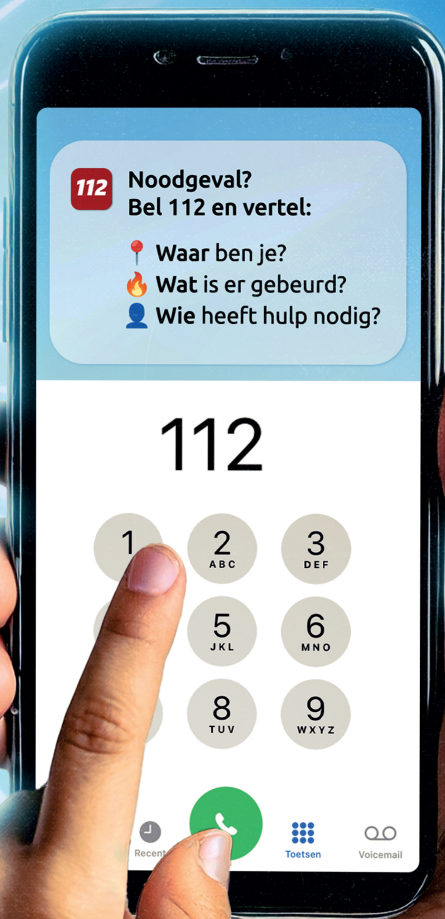 112
Noodgeval?
Bel 112 en vertel:
Waar ben je?
Wat is er gebeurd?
Wie heeft hulp nodig?
112
1
2
ABC
3
DEF
5
JKL
6
MNO
8
TUV
9
WXYZ
Recent
Toetsen
Voicemail